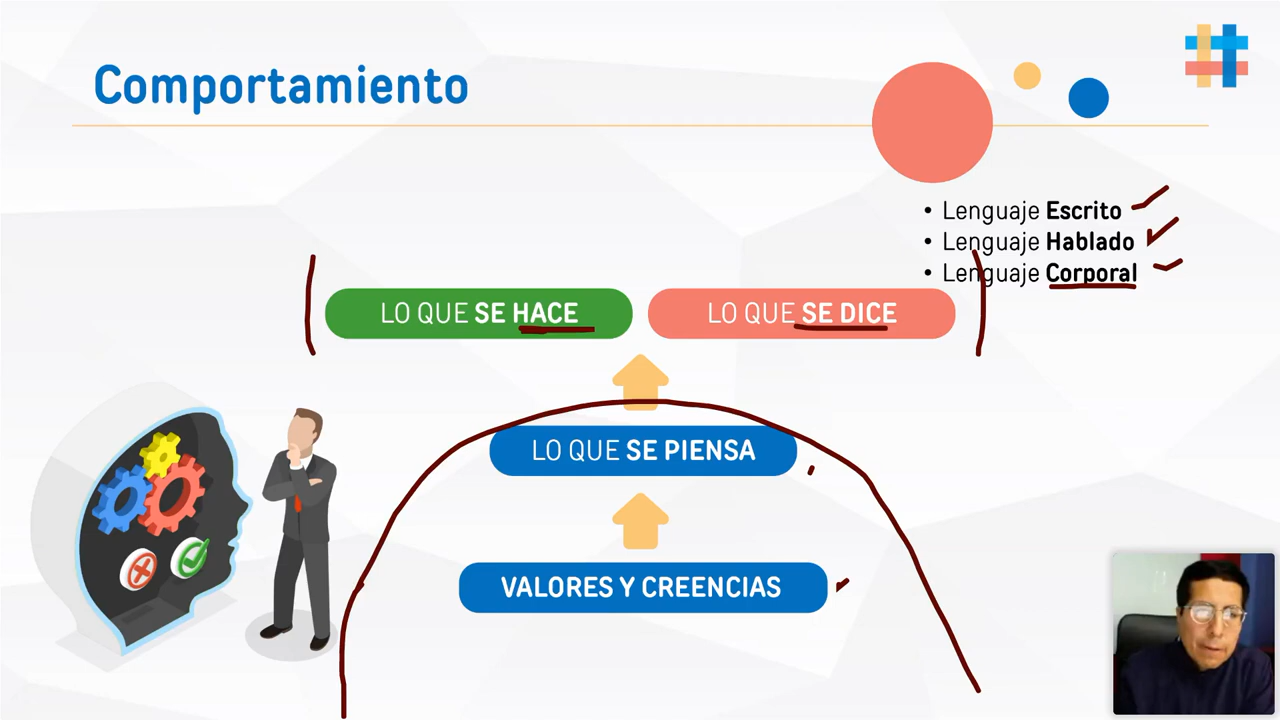 Comportamiento
• Lenguaje Escrito
• Lenguaje Hablado
• Lenguaje Corporal
LO QUE SE HACE
LO QUE SE DICE
LO QUE SE PIENSA
VALORES Y CREENCIAS